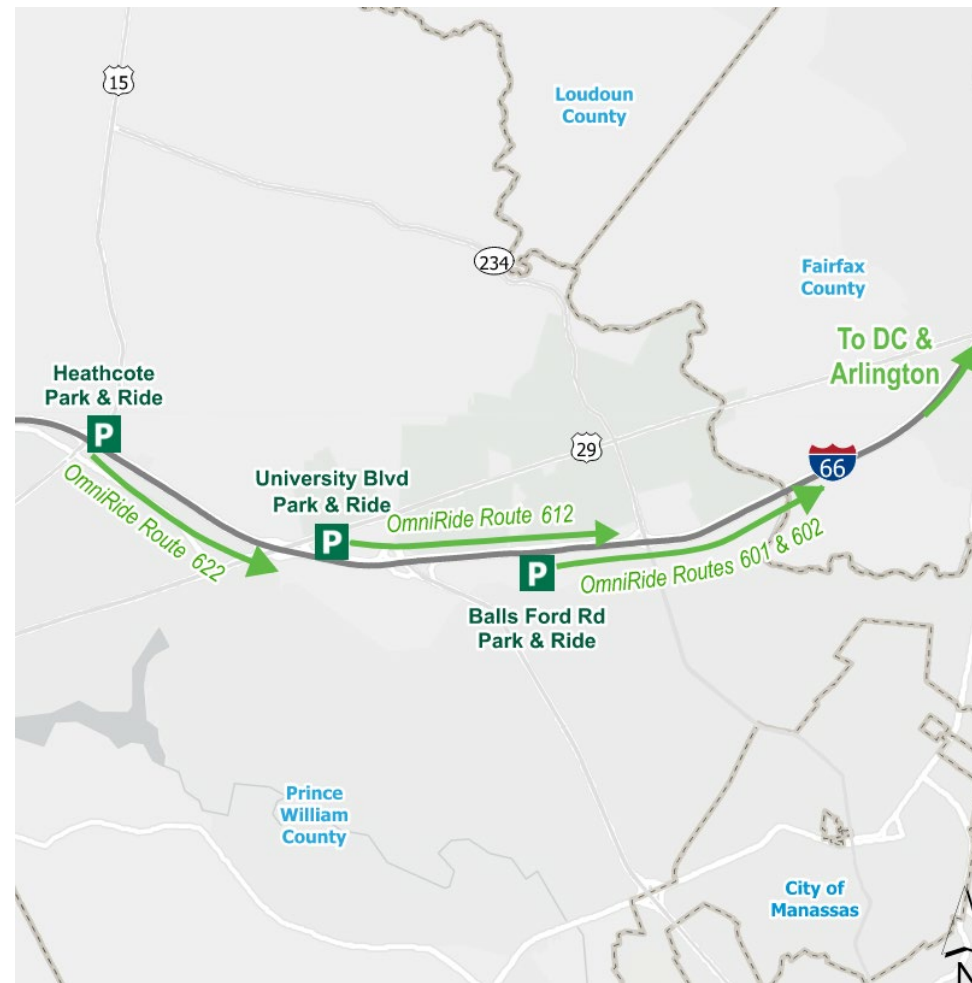 15
Loudoun
County
234
Fairfax
County
To DC &
Arlington
Heathcote
Park & Ride
P
29
66
University Blvd
Park & Ride
OmniRide Route 622
P
OmniRide Route 612
P
OmniRide Routes 601 & 602
Balls Ford Rd
Park & Ride
Prince
William
County
City of
Manassas
N